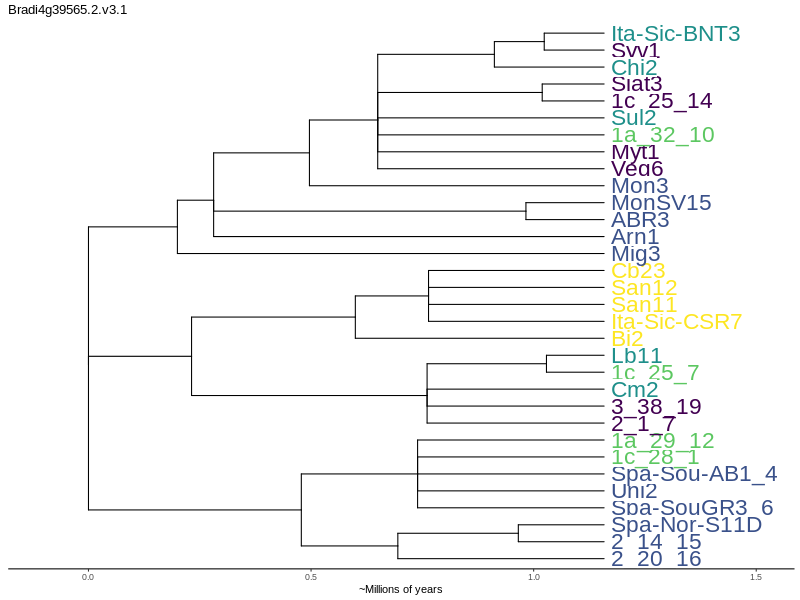 Bradi4g39565.2.v3.1
Ita-Sic-BNT3
Syv1
Chi2
Siat3
1c_25_14
Sul2
1a_32_10
Myt1
Veg6
Mon3
MonSV15
ABR3
Arn1
Mig3
Cb23
San12
San11
Ita-Sic-CSR7
Bi2
Lb11
1c_25_7
Cm2
3_38_19
2_1_7
1a_29_12
1c_28_1
Spa-Sou-AB1_4
Uni2
Spa-SouGR3_6
Spa-Nor-S11D
2_14_15
2_20_16
0.0 0.5 1.0 1.5
~Millions of years